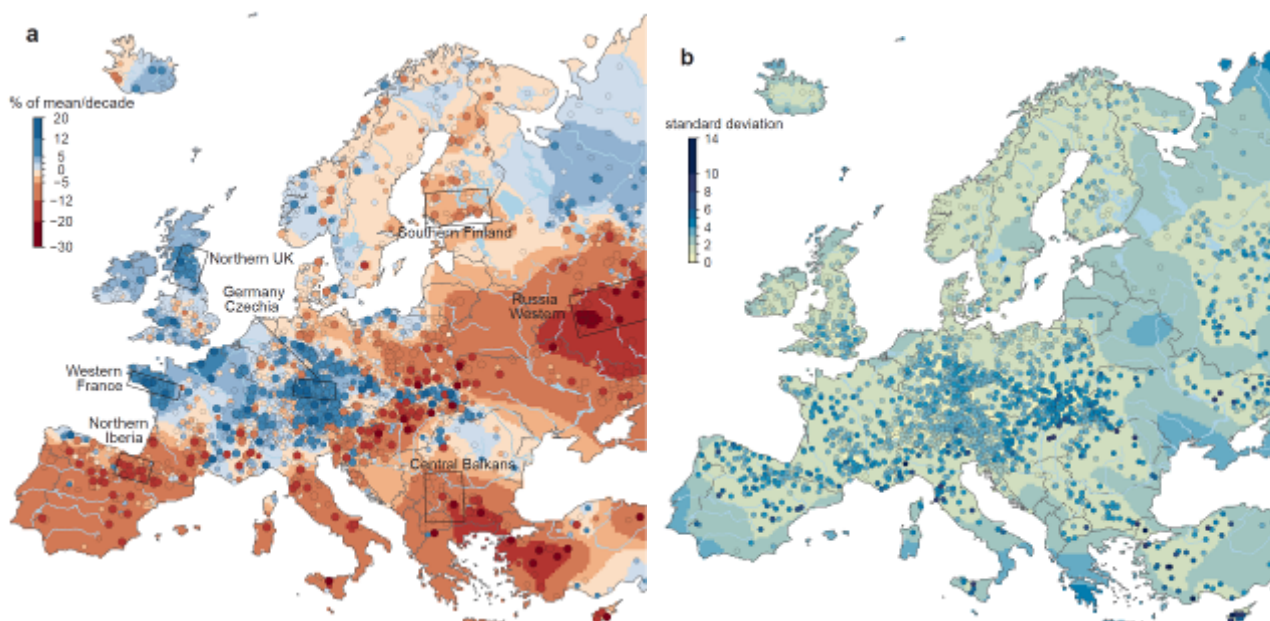 a
% of mean/decade
20
12
5
0
−5
−12
−20
−30
Southern Finland
Northern UK
Germany
Czechia
Russia
Western
Western
France
Northern
Iberia
Central Balkans
b
standard deviation
14
10
8
6
4
2
0